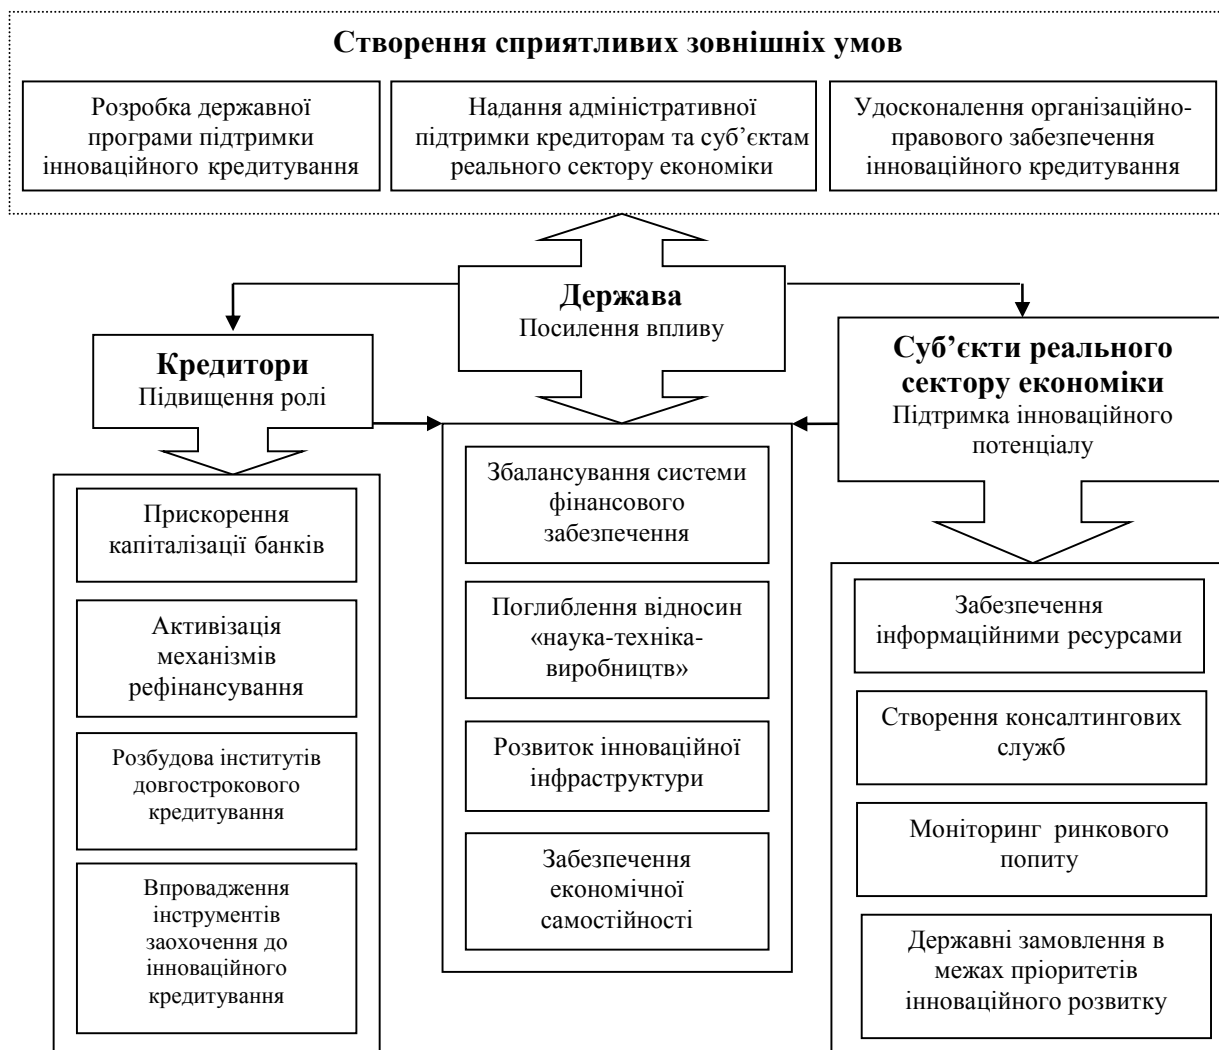 Створення сприятливих зовнішніх умов
Розробка державної
програми підтримки
інноваційного кредитування
Надання адміністративної
підтримки кредиторам та суб’єктам
реального сектору економіки
Удосконалення організаційно-
правового забезпечення
інноваційного кредитування
Держава
Посилення впливу
Кредитори
Підвищення ролі
Суб’єкти реального
сектору економіки
Підтримка інноваційного
потенціалу
Прискорення
капіталізації банків
Активізація
механізмів
рефінансування
Розбудова інститутів
довгострокового
кредитування
Впровадження
інструментів
заохочення до
інноваційного
кредитування
Збалансування системи
фінансового
забезпечення
Поглиблення відносин
«наука-техніка-
виробництв»
Розвиток інноваційної
інфраструктури
Забезпечення
економічної
самостійності
Забезпечення
інформаційними ресурсами
Створення консалтингових
служб
Моніторинг ринкового
попиту
Державні замовлення в
межах пріоритетів
інноваційного розвитку